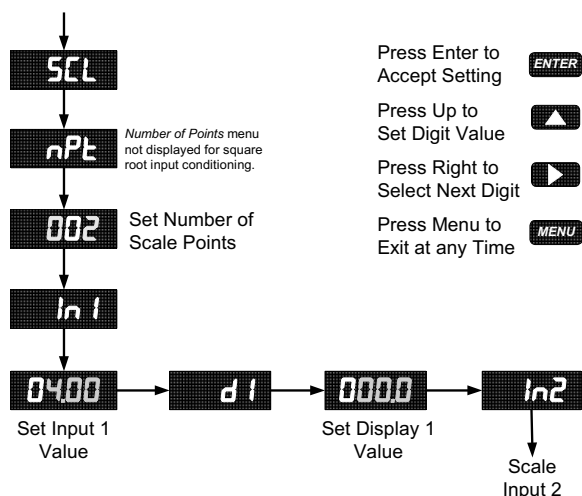 SCL
nPt
Number of Points menu
not displayed for square
root input conditioning.
002
Set Number of
Scale Points
In 1
04.00
Set Input 1
Value
d 1
000.0
Set Display 1
Value
In2
Scale
Input 2
Press Enter to
Accept Setting
ENTER
Press Up to
Set Digit Value
Press Right to
Select Next Digit
Press Menu to
Exit at any Time
MENU